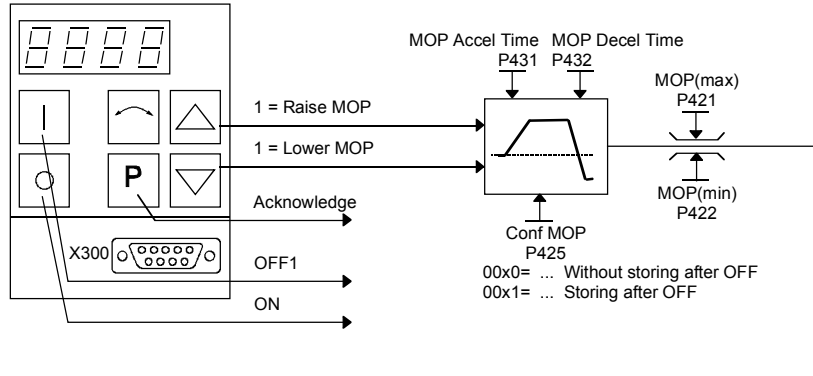 8888
MOP Accel Time MOP Decel Time
P431 P432
MOP(max)
P421
I
1 = Raise MOP
1 = Lower MOP
O
P
Acknowledge
MOP(min)
P422
Conf MOP
P425
X300
OFF1
00x0= ... Without storing after OFF
00x1= ... Storing after OFF
ON